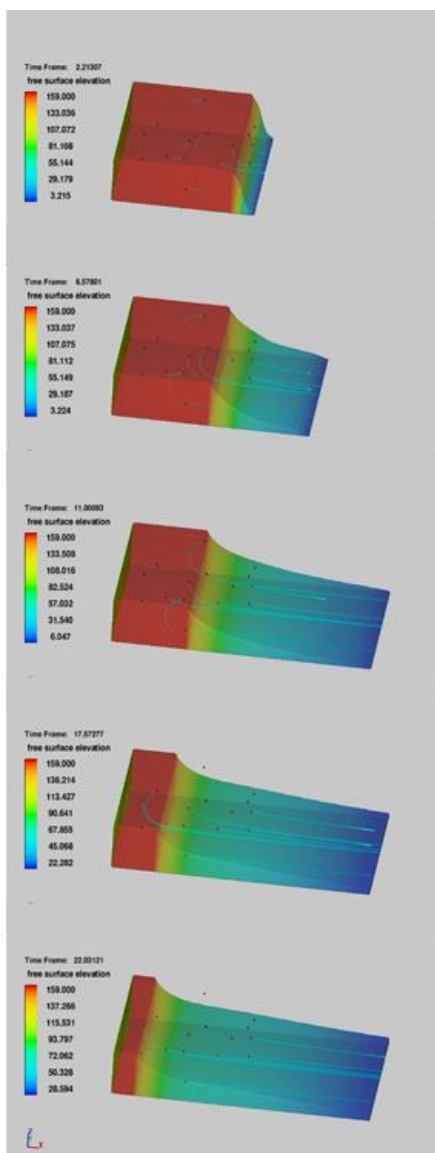 Time Frame: 2.21307
free surface elevation
159.000
133.036
107.072
81.108
55.144
29.179
3.215
Time Frame: 6.57801
free surface elevation
159.000
133.037
107.075
81.112
55.149
29.187
3.224
Time Frame: 11.00093
free surface elevation
159.000
133.508
108.016
82.524
57.032
31.540
6.047
Time Frame: 17.57277
free surface elevation
159.000
136.214
113.427
90.641
67.855
45.068
22.282
Time Frame: 22.03121
free surface elevation
159.000
137.266
115.531
93.797
72.062
50.328
28.594
Z
X